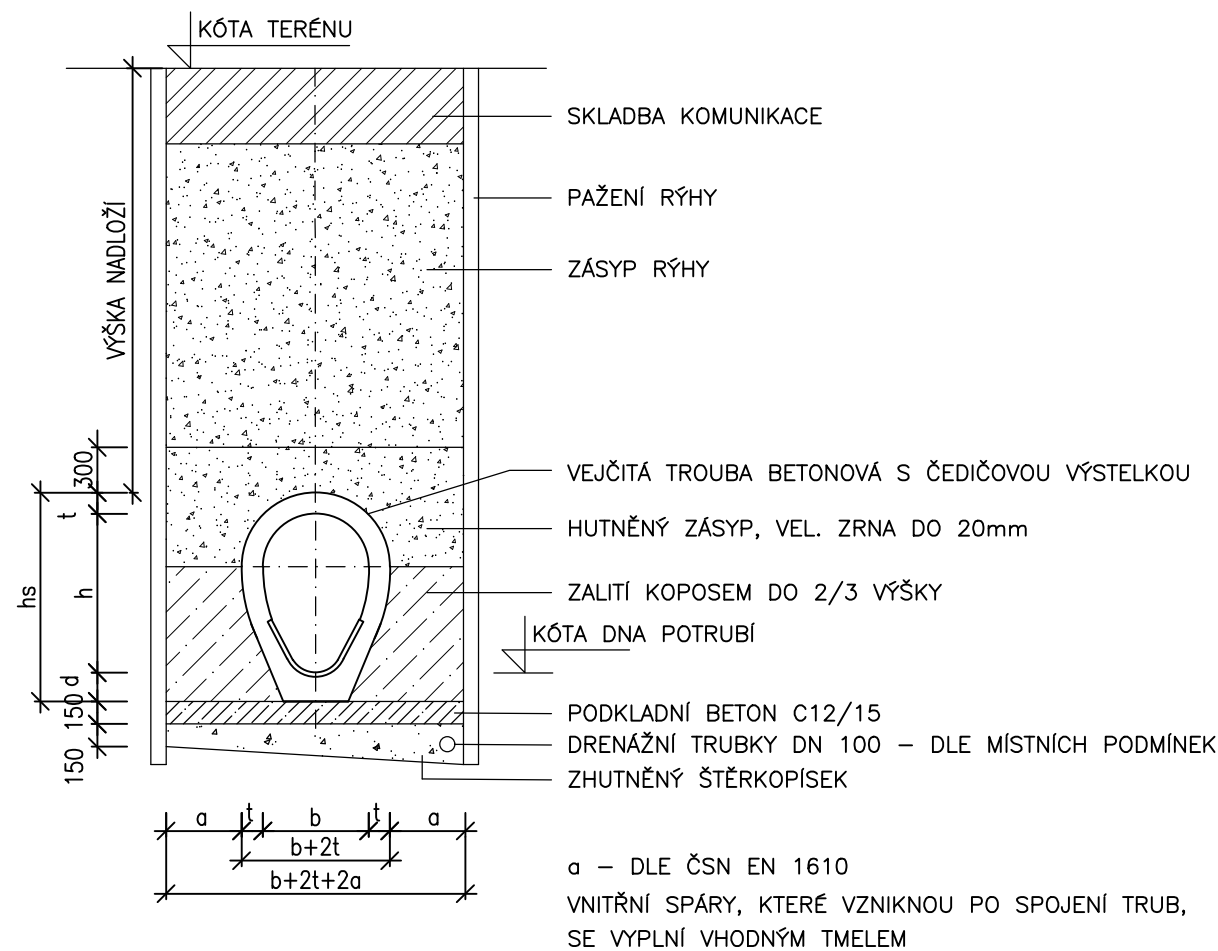 KÓTA TERÉNU
SKLADBA KOMUNIKACE
PAŽENÍ RÝHY
ZÁSYP RÝHY
VÝŠKA NADLOŽÍ
300
t
h
hs
d
150
150
VEJČITÁ TROUBA BETONOVÁ S ČEDIČOVOU VÝSTELKOU
HUTNĚNÝ ZÁSYP, VEL. ZRNA DO 20mm
ZALITÍ KOPOSEM DO 2/3 VÝŠKY
KÓTA DNA POTRUBÍ
PODKLADNÍ BETON C12/15
DRENÁŽNÍ TRUBKY DN 100 – DLE MÍSTNÍCH PODMÍNEK
ZHUTNĚNÝ ŠTĚRKOPÍSEK
a t b t a
b+2t
b+2t+2a
a – DLE ČSN EN 1610
VNITŘNÍ SPÁRY, KTERÉ VZNIKNOU PO SPOJENÍ TRUB,
SE VYPLNÍ VHODNÝM TMELEM